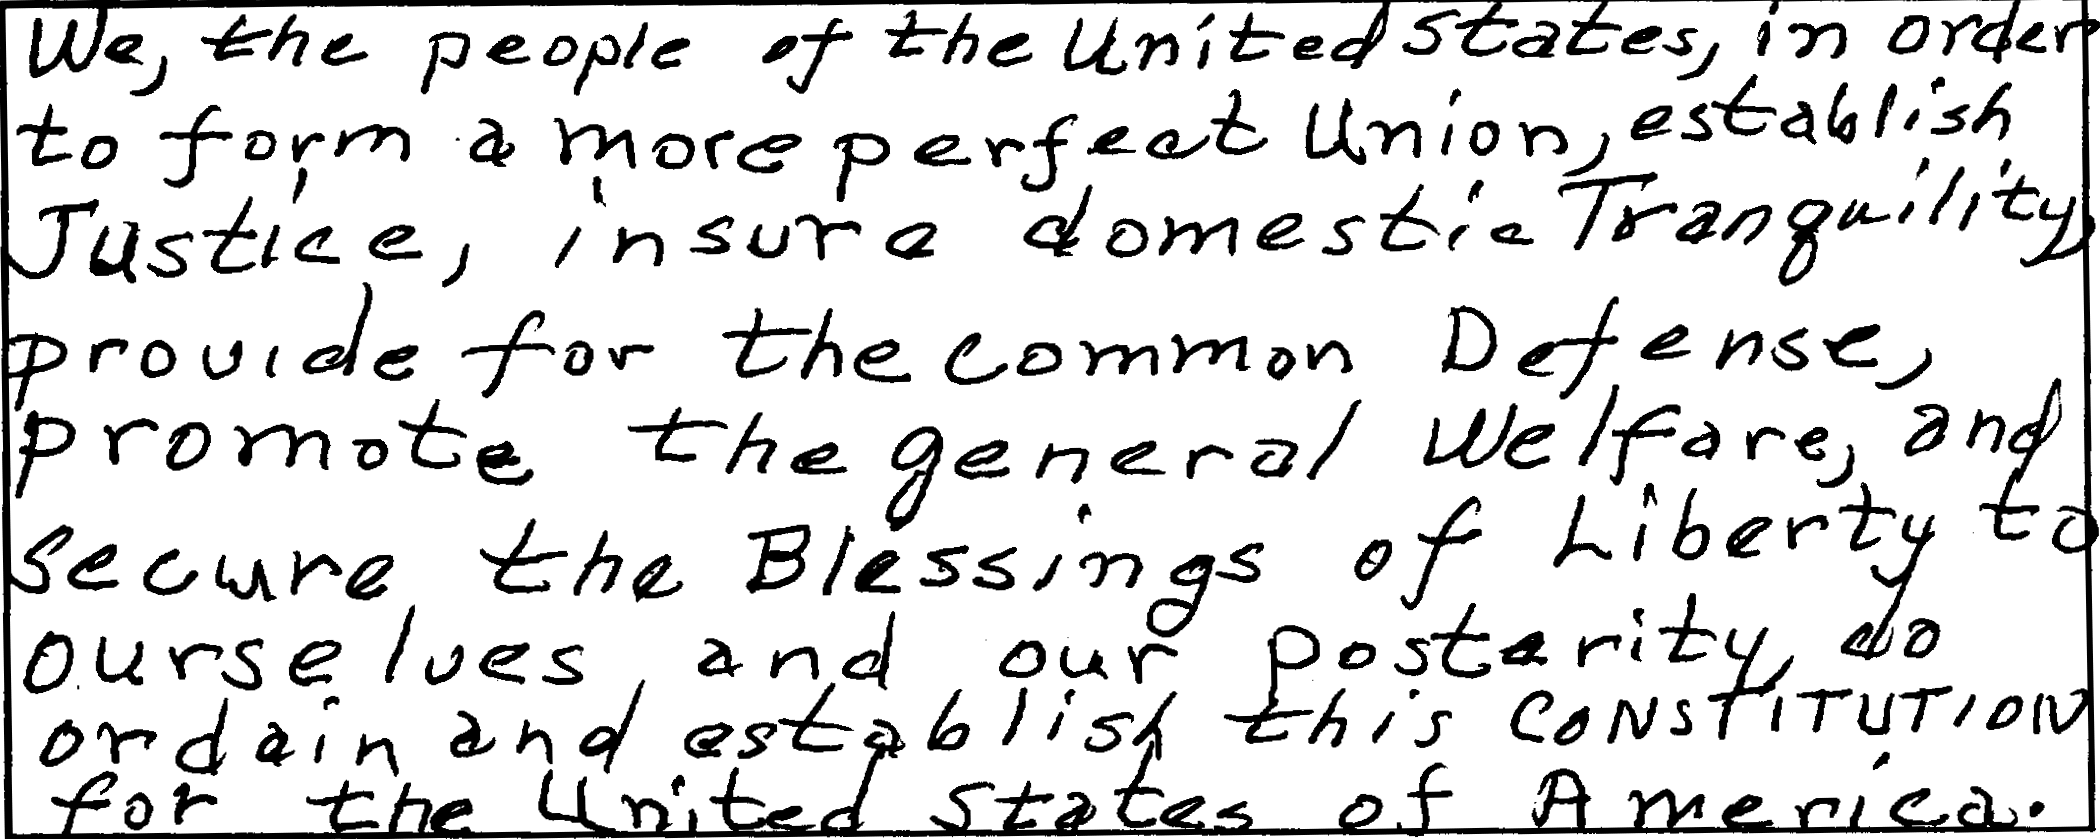 We, the people of the United States, in order
to form a more perfect Union, establish
Justice, insure domestic Tranquility,
provide for the common Defense,
promote the general Welfare, and
secure the Blessings of Liberty to
ourselves and our posterity, do
ordain and establish this CONSTITUTION
for the United States of America.